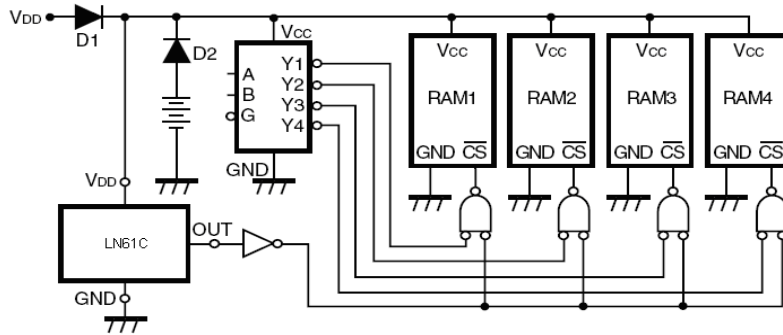 VDD
D1
D2
VCC
A
B
G
Y1
Y2
Y3
Y4
GND
VCC
RAM1
GND CS
VCC
RAM2
GND CS
VCC
RAM3
GND CS
VCC
RAM4
GND CS
VDD
LN61C
OUT
GND